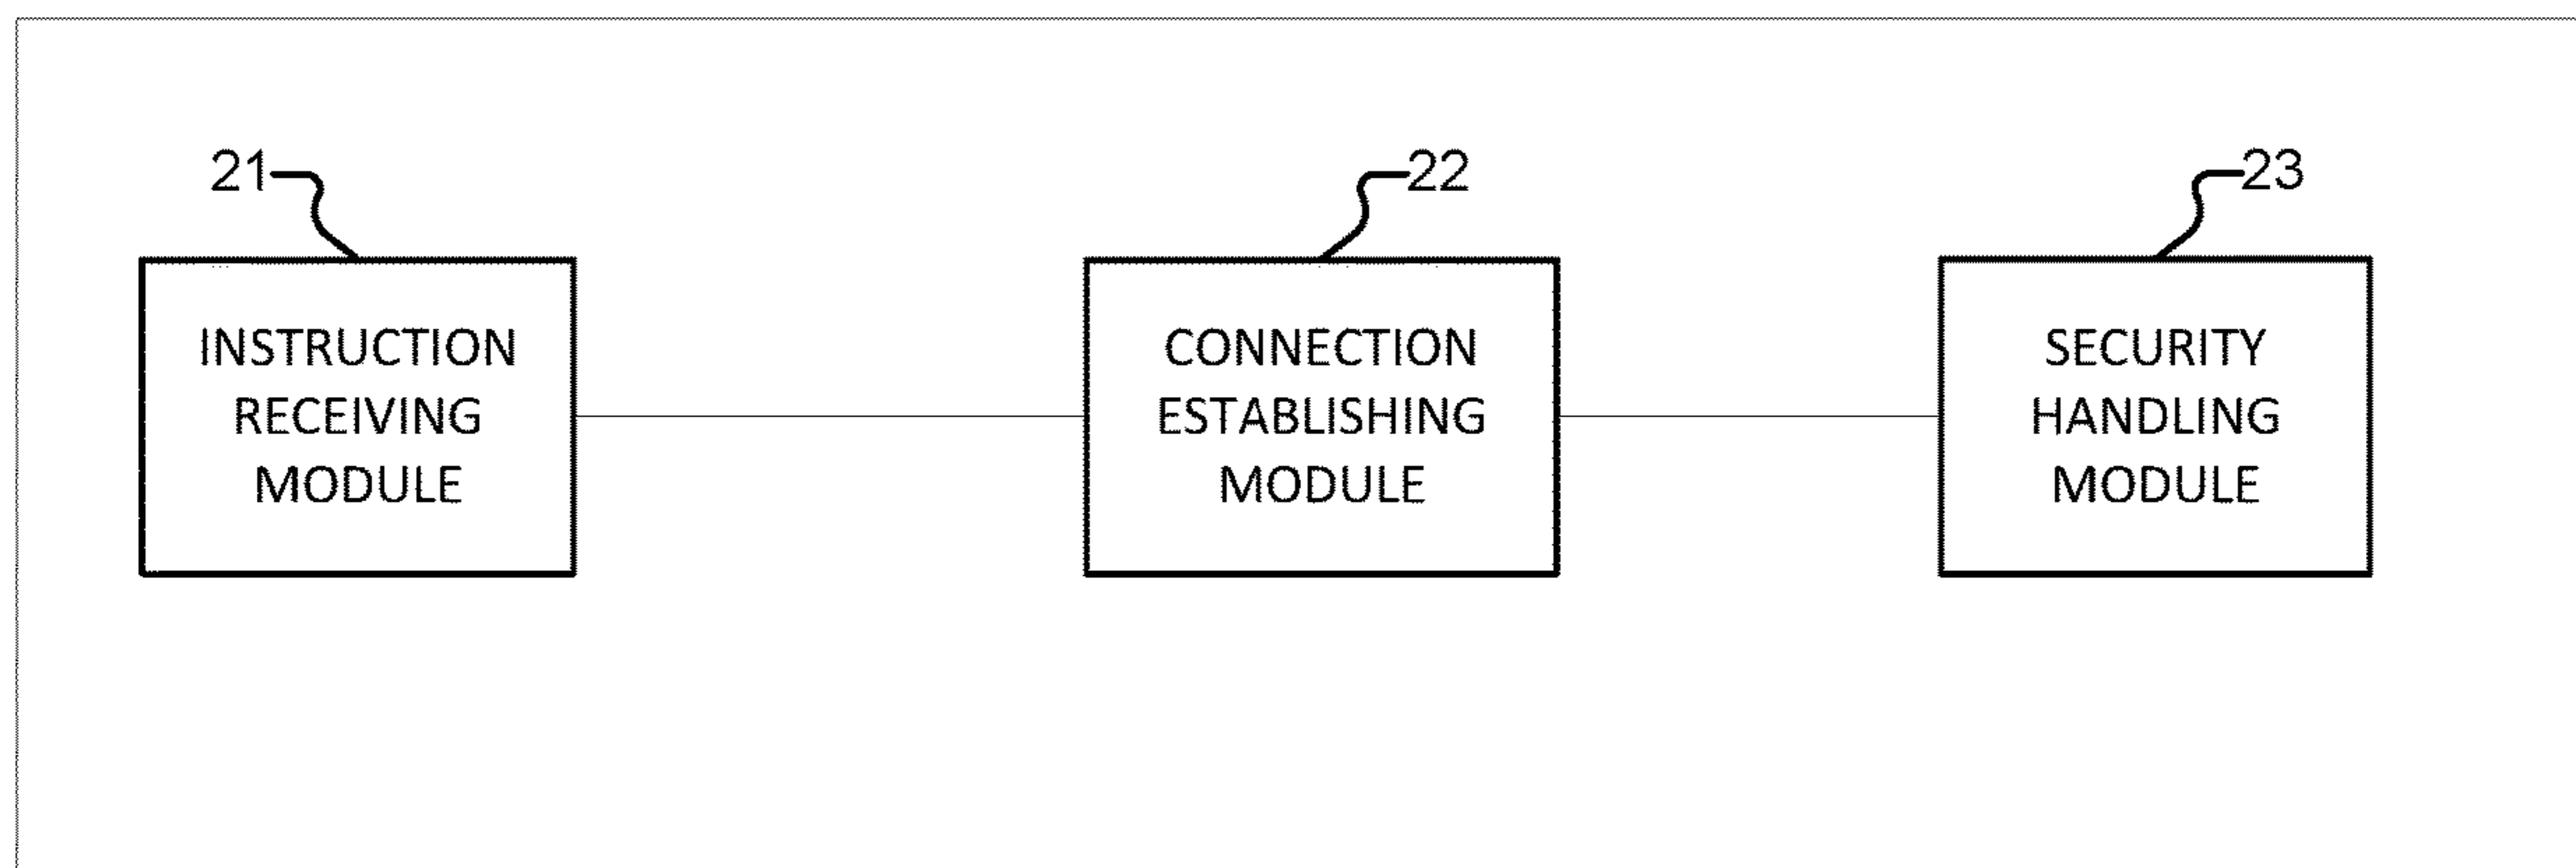 21
22
23
INSTRUCTION
RECEIVING
MODULE
CONNECTION
ESTABLISHING
MODULE
SECURITY
HANDLING
MODULE